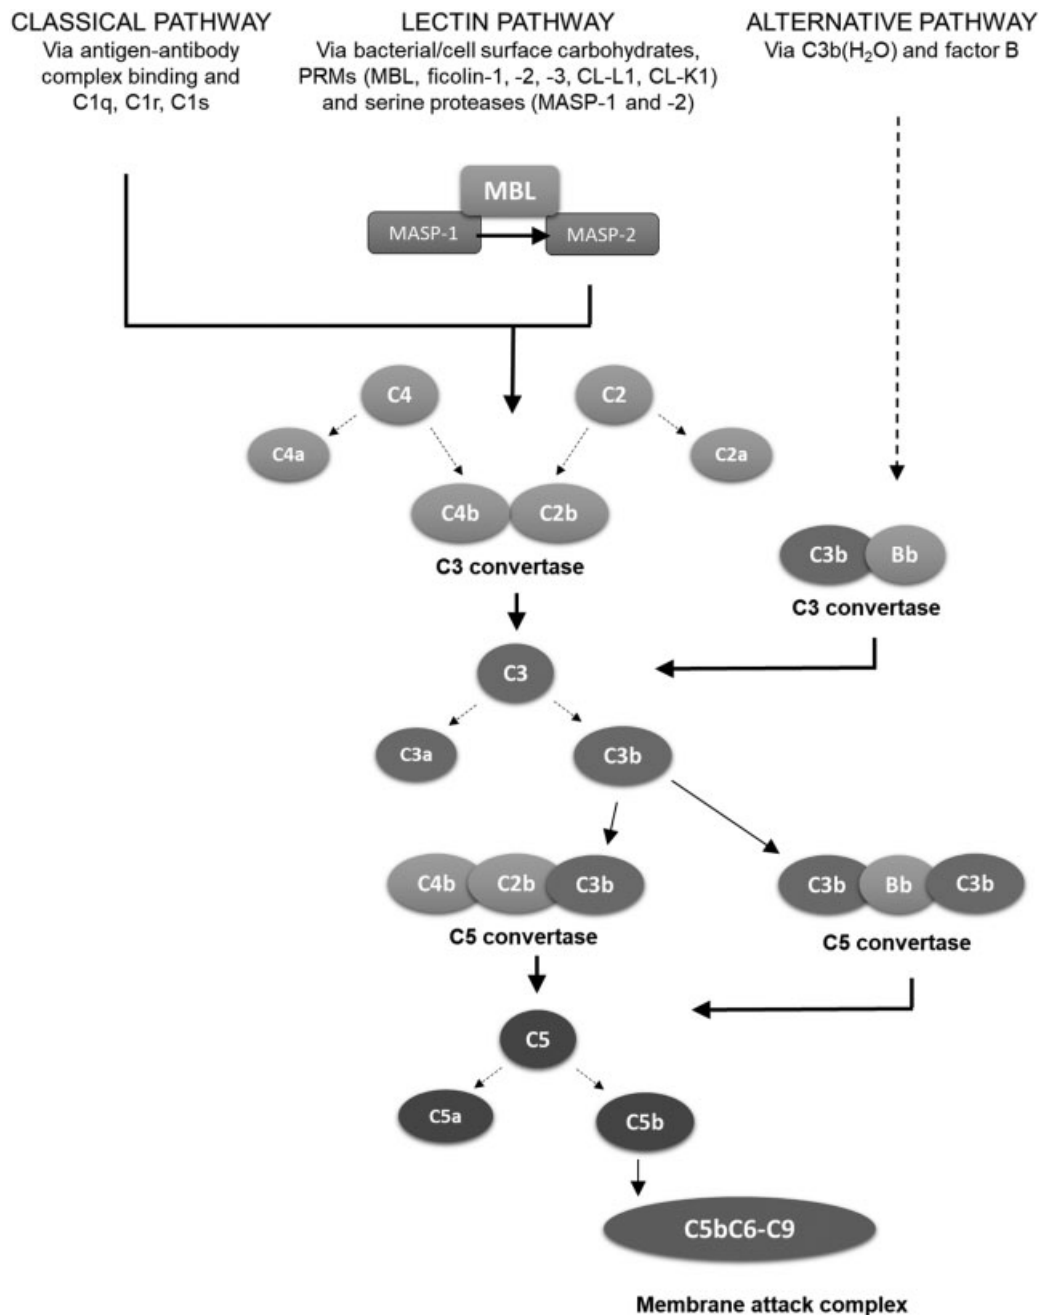 CLASSICAL PATHWAY
Via antigen-antibody
complex binding and
C1q, C1r, C1s
LECTIN PATHWAY
Via bacterial/cell surface carbohydrates,
PRMs (MBL, ficolin-1, -2, -3, CL-L1, CL-K1)
and serine proteases (MASP-1 and -2)
ALTERNATIVE PATHWAY
Via C3b(H₂O) and factor B
MBL
MASP-1
MASP-2
C4
C2
C4a
C2a
C4b
C2b
C3 convertase
C3b
Bb
C3 convertase
C3
C3a
C3b
C4b
C2b
C3b
C5 convertase
C3b
Bb
C3b
C5 convertase
C5
C5a
C5b
C5bC6-C9
Membrane attack complex